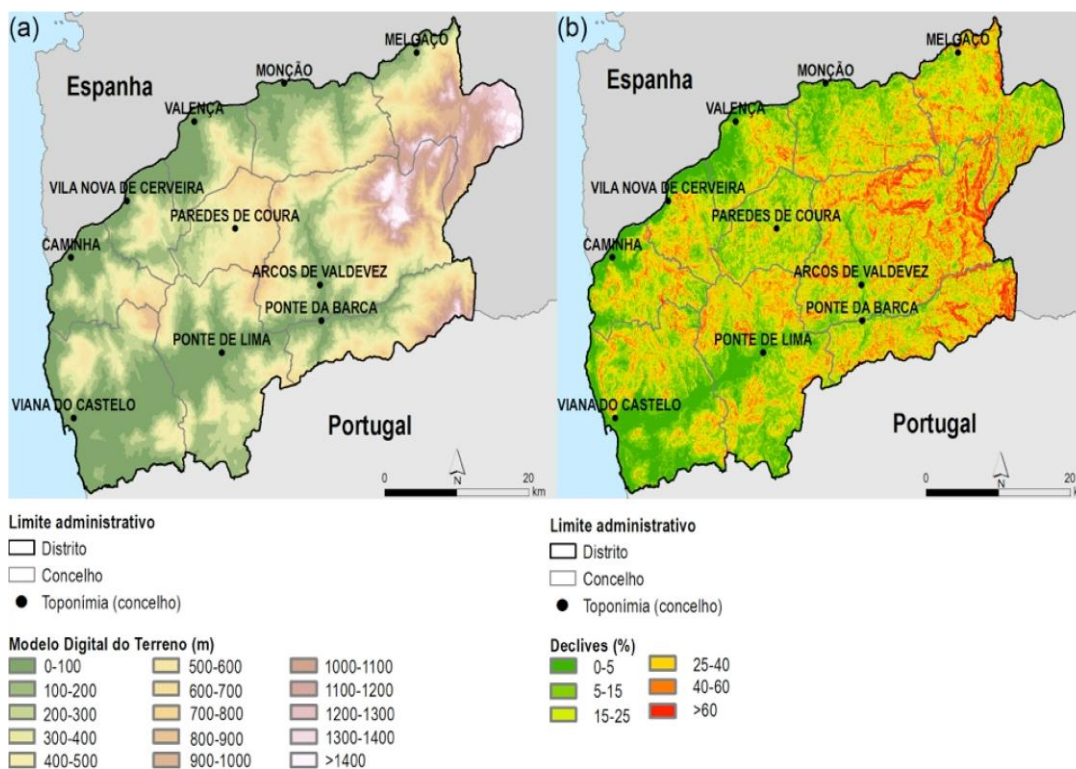 (a)
MELGAÇO
MONÇÃO
Espanha
VALENÇA
VILA NOVA DE CERVEIRA
PAREDES DE COURA
CAMINHA
ARCOS DE VALDEVEZ
PONTE DA BARCA
PONTE DE LIMA
VIANA DO CASTELO
Portugal
N
0 20
km
Limite administrativo
Distrito
Concelho
Toponímia (concelho)
Modelo Digital do Terreno (m)
0-100
100-200
200-300
300-400
400-500
500-600
600-700
700-800
800-900
900-1000
1000-1100
1100-1200
1200-1300
1300-1400
>1400
(b)
MELGAÇO
MONÇÃO
Espanha
VALENÇA
VILA NOVA DE CERVEIRA
PAREDES DE COURA
CAMINHA
ARCOS DE VALDEVEZ
PONTE DA BARCA
PONTE DE LIMA
VIANA DO CASTELO
Portugal
N
0 20
Limite administrativo
Distrito
Concelho
Toponímia (concelho)
Declives (%)
0-5
5-15
15-25
25-40
40-60
>60